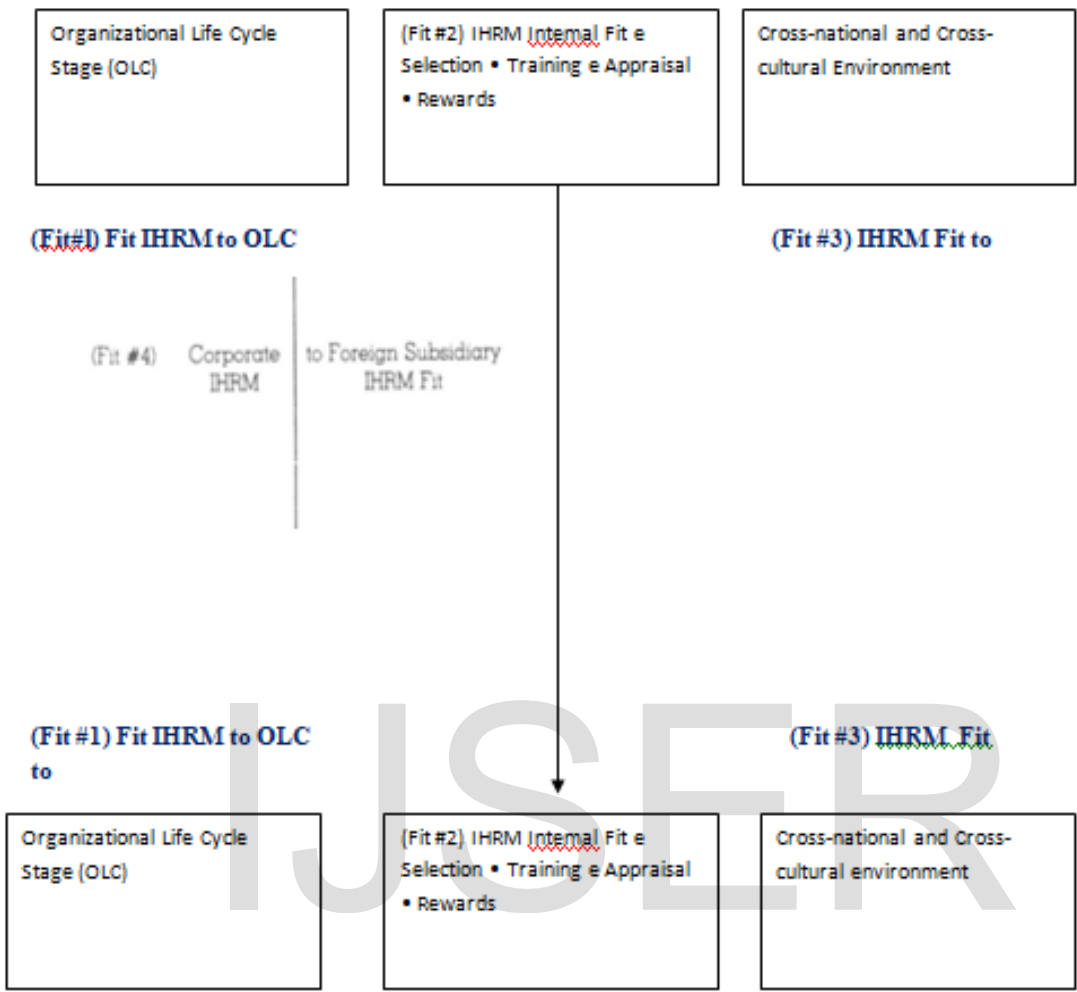 Organizational Life Cycle
Stage (OLC)
(Fit #2) IHRM Internal Fit e
Selection • Training e Appraisal
• Rewards
Cross-national and Cross-
cultural Environment
(Fit#l) Fit IHRM to OLC
(Fit #3) IHRM Fit to
(Fit #4) Corporate to Foreign Subsidiary
IHRM IHRM Fit
(Fit #1) Fit IHRM to OLC
to
(Fit #3) IHRM Fit
IJSER
Organizational Life Cycle
Stage (OLC)
(Fit #2) IHRM Internal Fit e
Selection • Training e Appraisal
• Rewards
Cross-national and Cross-
cultural environment